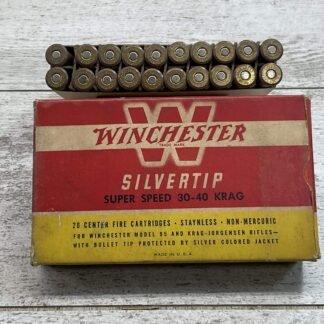 W
WINCHESTER
TRADE MARK
SILVERTIP
SUPER SPEED 30-40 KRAG
20 CENTER FIRE CARTRIDGES · STAYNLESS · NON-MERCURIC
FOR WINCHESTER MODEL 95 AND KRAG-JORGENSEN RIFLES—
WITH BULLET TIP PROTECTED BY SILVER COLORED JACKET
MADE IN U.S.A.